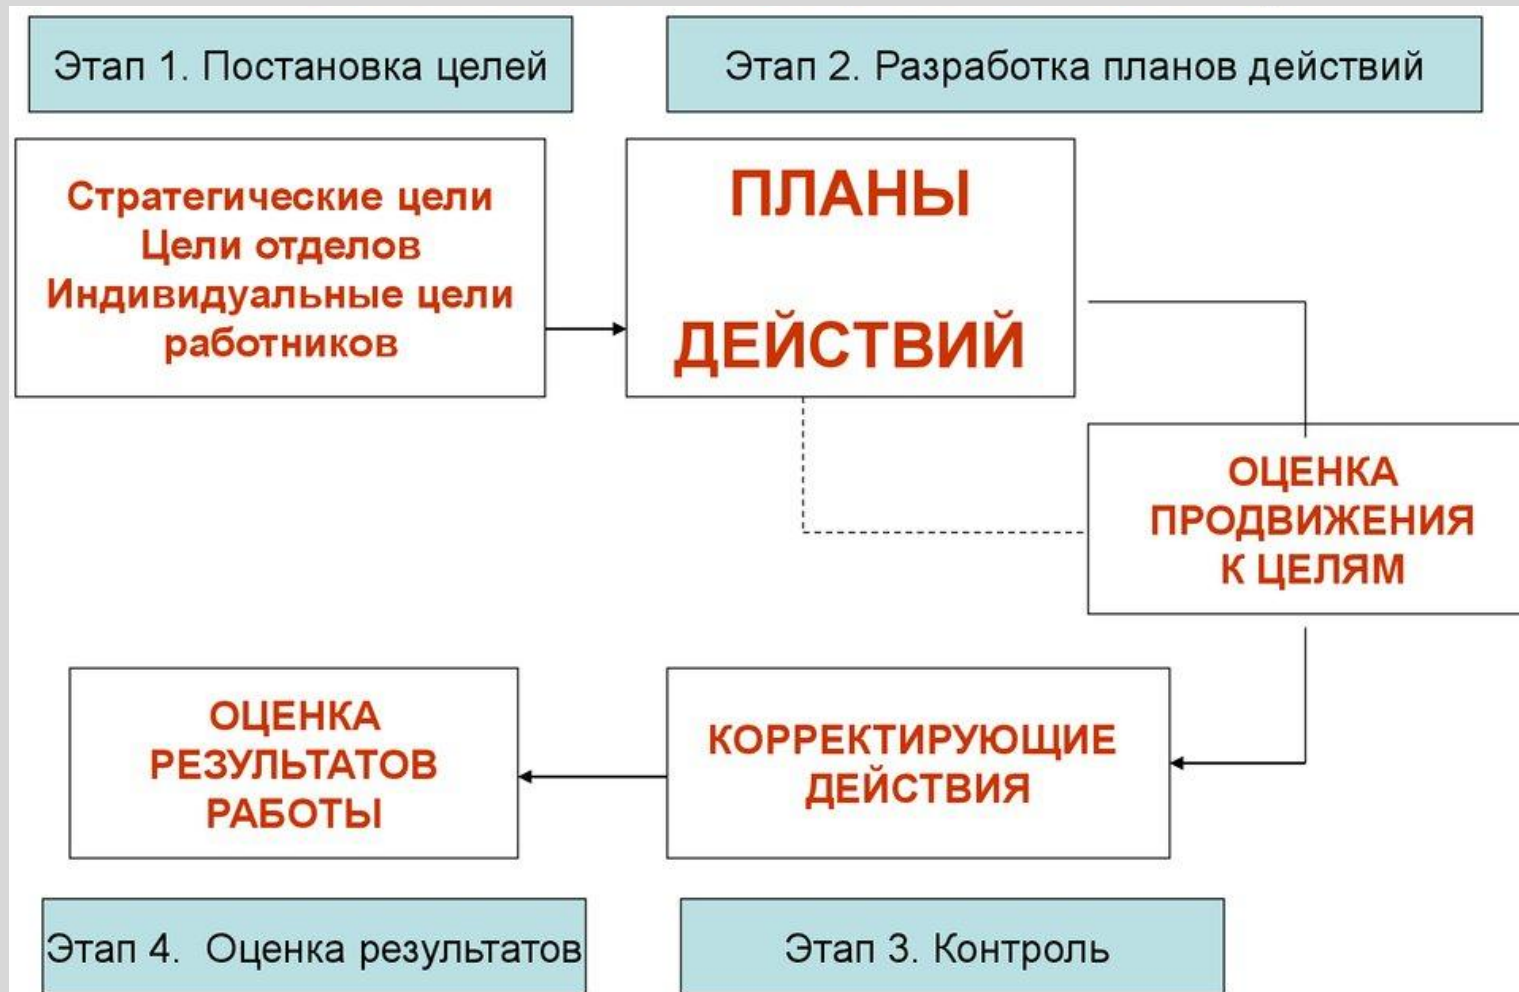 Этап 1. Постановка целей
Этап 2. Разработка планов действий
Стратегические цели
Цели отделов
Индивидуальные цели
работников
ПЛАНЫ
ДЕЙСТВИЙ
ОЦЕНКА
ПРОДВИЖЕНИЯ
К ЦЕЛЯМ
КОРРЕКТИРУЮЩИЕ
ДЕЙСТВИЯ
ОЦЕНКА
РЕЗУЛЬТАТОВ
РАБОТЫ
Этап 3. Контроль
Этап 4.  Оценка результатов